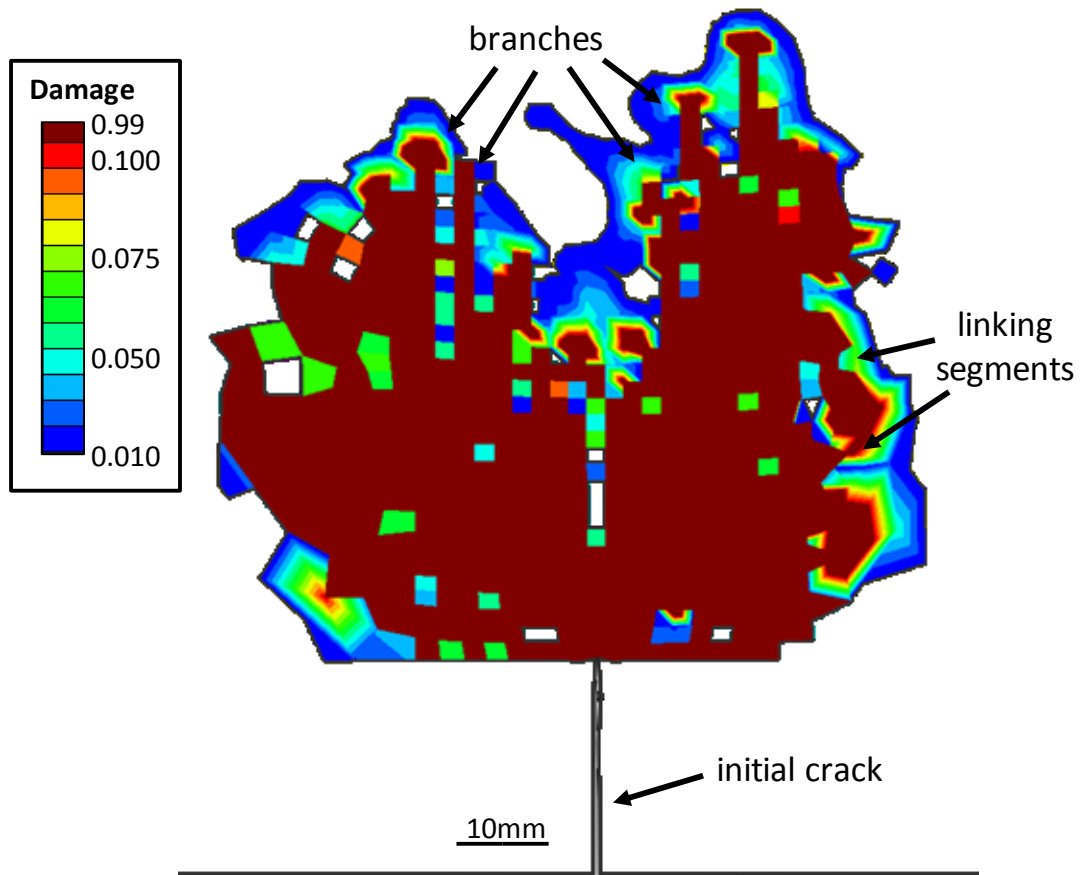 branches
Damage
0.99
0.100
0.075
0.050
0.010
linking
segments
initial crack
10mm